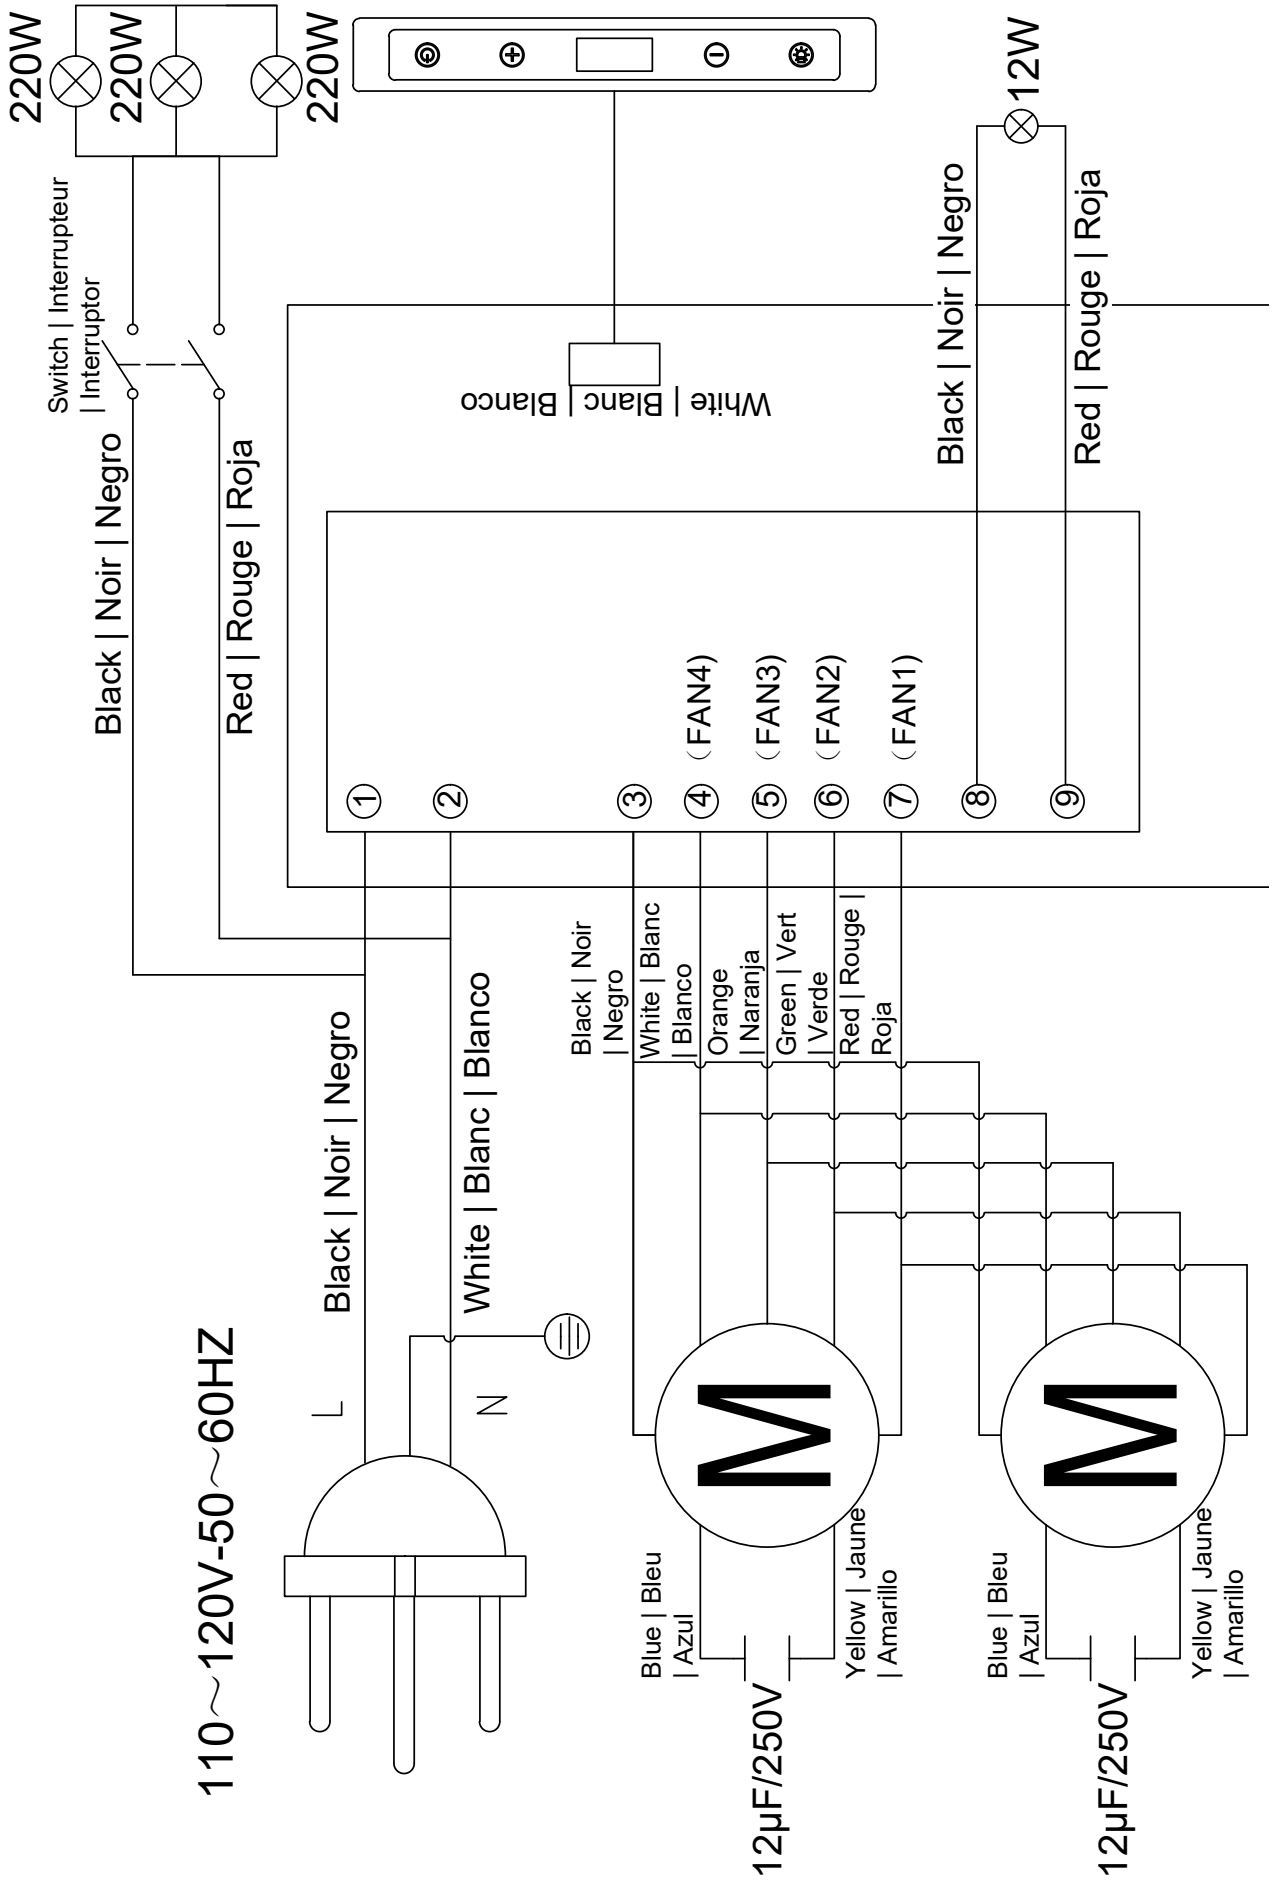 220W
220W
220W
12W
Switch | Interrupteur
| Interruptor
Black | Noir | Negro
Red | Rouge | Roja
White | Blanc | Blanco
Black | Noir | Negro
Red | Rouge | Roja
1
2
3
4 (FAN4)
5 (FAN3)
6 (FAN2)
7 (FAN1)
8
9
110~120V-50~60HZ
L
Black | Noir | Negro
N
White | Blanc | Blanco
Black | Noir
| Negro
White | Blanc
| Blanco
Orange
| Naranja
Green | Vert
| Verde
Red | Rouge |
Roja
M
Blue | Bleu
| Azul
Yellow | Jaune
| Amarillo
12µF/250V
M
Blue | Bleu
| Azul
Yellow | Jaune
| Amarillo
12µF/250V